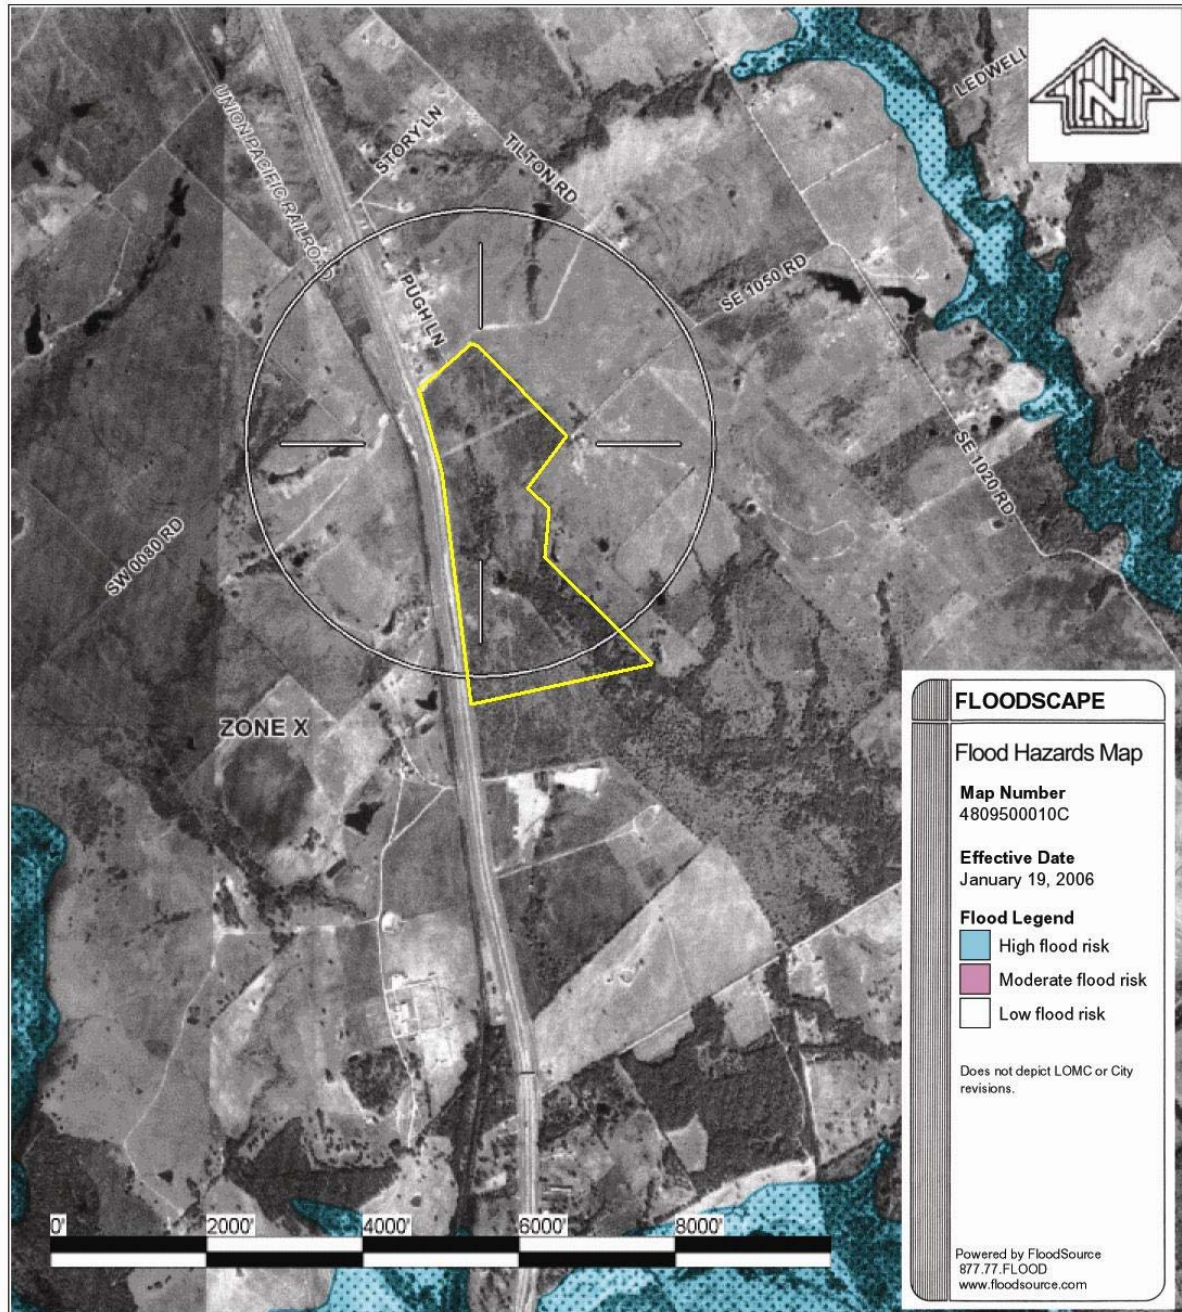 N
LEDWELL
UNION PACIFIC RAILROAD
STORY LN
TILTON RD
PUGH LN
SE 1050 RD
SE 1020 RD
SW 0080 RD
ZONE X
FLOODSCAPE
Flood Hazards Map
Map Number
4809500010C
Effective Date
January 19, 2006
Flood Legend
High flood risk
Moderate flood risk
Low flood risk
Does not depict LOMC or City
revisions.
0' 2000' 4000' 6000' 8000'
Powered by FloodSource
877.77.FLOOD
www.floodsource.com